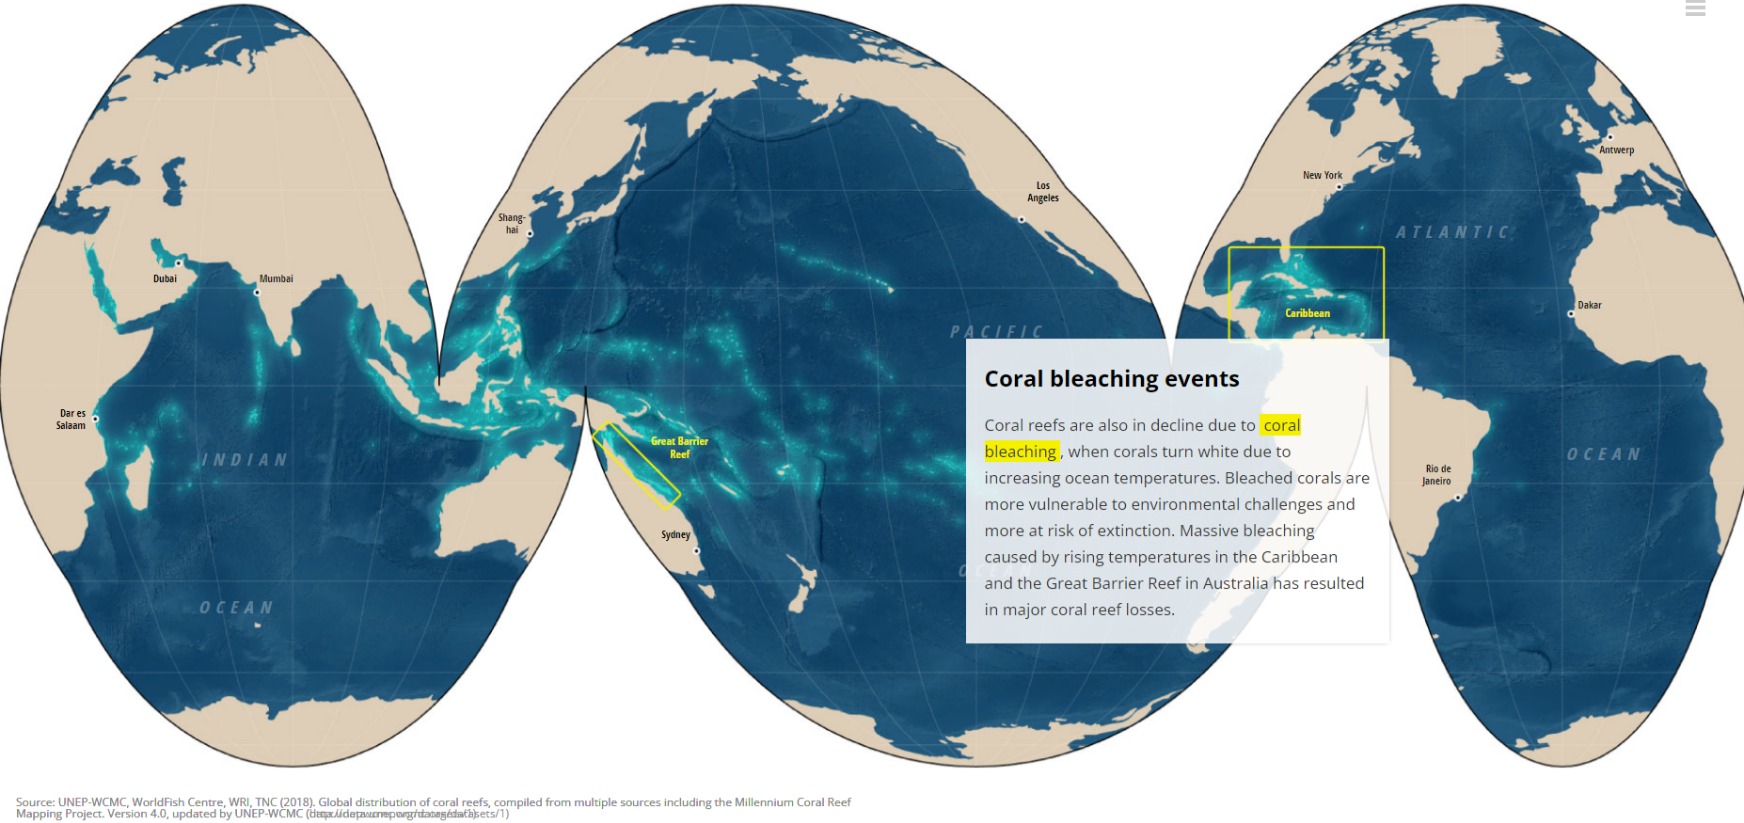 Antwerp
New York
Los
Angeles
Shang-
hai
ATLANTIC
Dubai
Mumbai
Dakar
Caribbean
PACIFIC
Coral bleaching events
Coral reefs are also in decline due to coral
bleaching, when corals turn white due to
increasing ocean temperatures. Bleached corals are
more vulnerable to environmental challenges and
more at risk of extinction. Massive bleaching
caused by rising temperatures in the Caribbean
and the Great Barrier Reef in Australia has resulted
in major coral reef losses.
Dar es
Salaam
Great Barrier
Reef
INDIAN
OCEAN
Rio de
Janeiro
Sydney
OCEAN
OCEAN
Source: UNEP-WCMC, WorldFish Centre, WRI, TNC (2018). Global distribution of coral reefs, compiled from multiple sources including the Millennium Coral Reef
Mapping Project. Version 4.0, updated by UNEP-WCMC